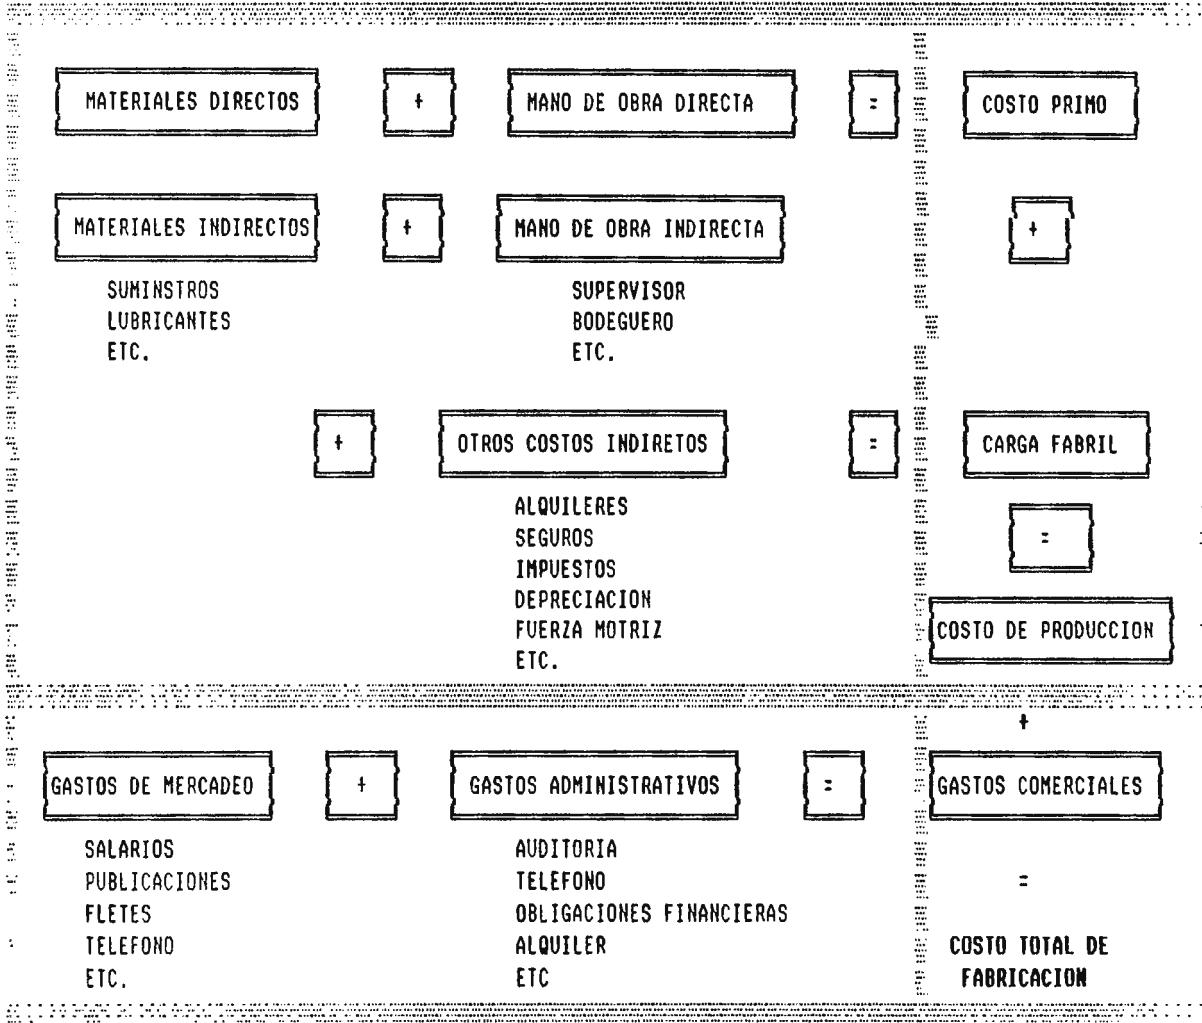 MATERIALES DIRECTOS + MANO DE OBRA DIRECTA = COSTO PRIMO
MATERIALES INDIRECTOS + MANO DE OBRA INDIRECTA +
SUMINSTROS SUPERVISOR
LUBRICANTES BODEGUERO
ETC. ETC.
+ OTROS COSTOS INDIRETOS = CARGA FABRIL
ALQUILERES
SEGUROS =
IMPUESTOS
DEPRECIACION
FUERZA MOTRIZ COSTO DE PRODUCCION
ETC.
+
GASTOS DE MERCADEO + GASTOS ADMINISTRATIVOS = GASTOS COMERCIALES
SALARIOS AUDITORIA
PUBLICACIONES TELEFONO =
FLETES OBLIGACIONES FINANCIERAS
TELEFONO ALQUILER COSTO TOTAL DE
ETC. ETC FABRICACION